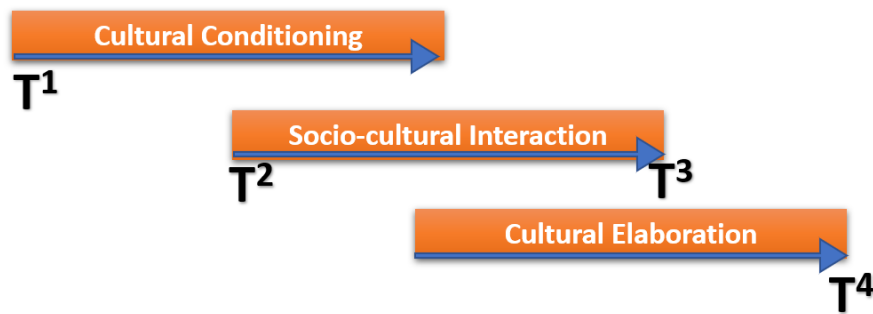 Cultural Conditioning
T¹
Socio-cultural Interaction
T² T³
Cultural Elaboration
T⁴